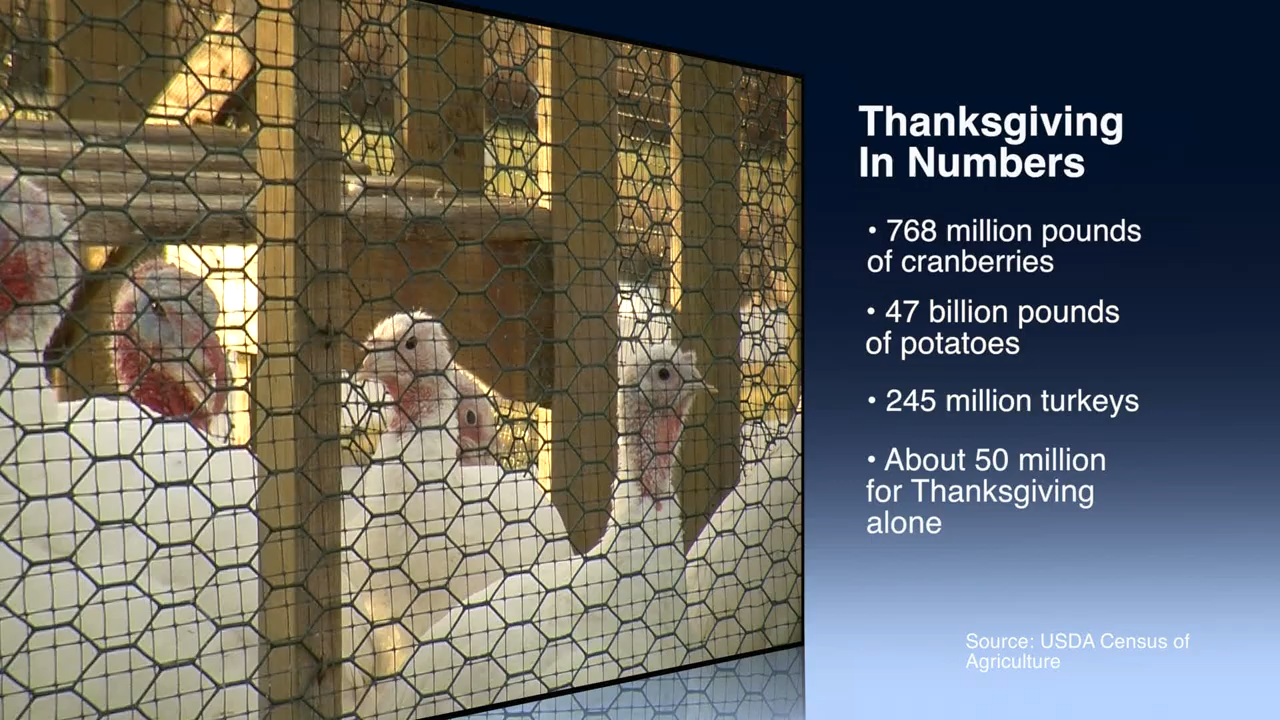 Thanksgiving
In Numbers
• 768 million pounds
of cranberries
• 47 billion pounds
of potatoes
• 245 million turkeys
• About 50 million
for Thanksgiving
alone
Source: USDA Census of
Agriculture